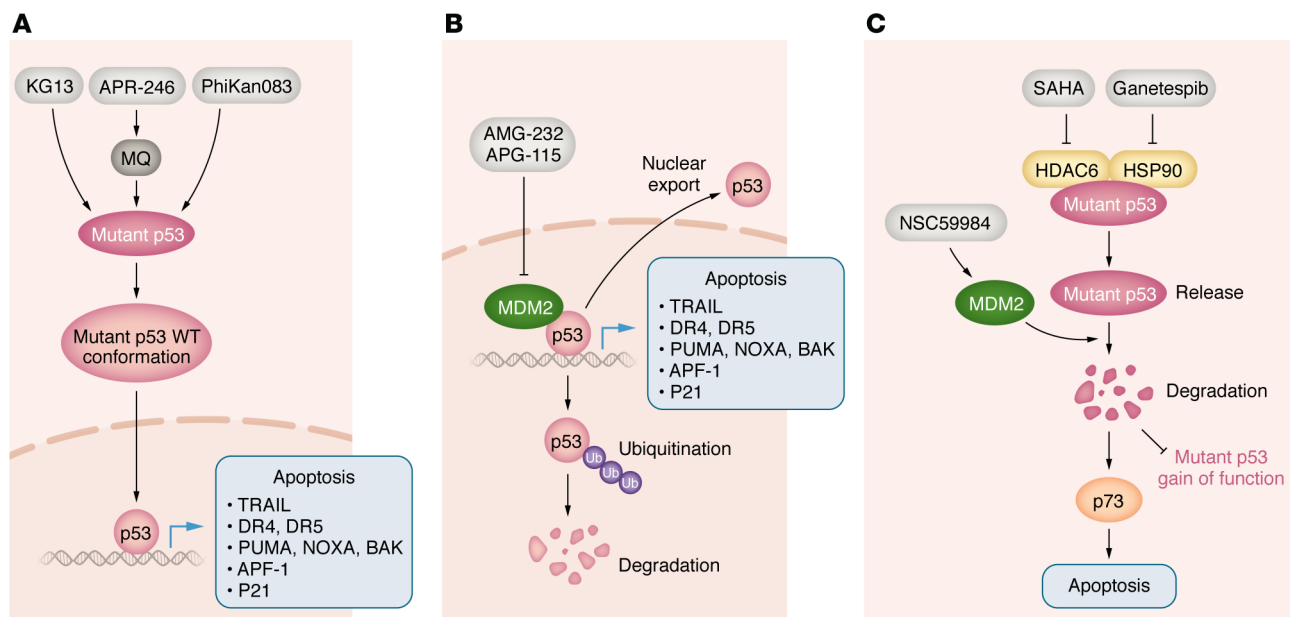 A
KG13
APR-246
PhiKan083
MQ
Mutant p53
Mutant p53 WT
conformation
p53
Apoptosis
• TRAIL
• DR4, DR5
• PUMA, NOXA, BAK
• APF-1
• P21
B
AMG-232
APG-115
Nuclear
export
p53
MDM2
p53
Apoptosis
• TRAIL
• DR4, DR5
• PUMA, NOXA, BAK
• APF-1
• P21
p53
Ub
Ub
Ub
Ubiquitination
Degradation
C
SAHA
Ganetespib
HDAC6
HSP90
Mutant p53
NSC59984
MDM2
Mutant p53
Release
Degradation
Mutant p53
gain of function
p73
Apoptosis